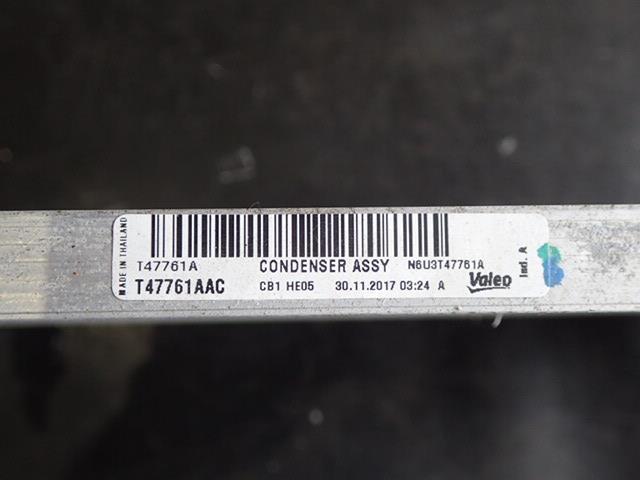 MADE IN THAILAND
T47761A CONDENSER ASSY N6U3T47761A
T47761AAC CB1 HE05 30.11.2017 03:24 A Valeo
Ind. A